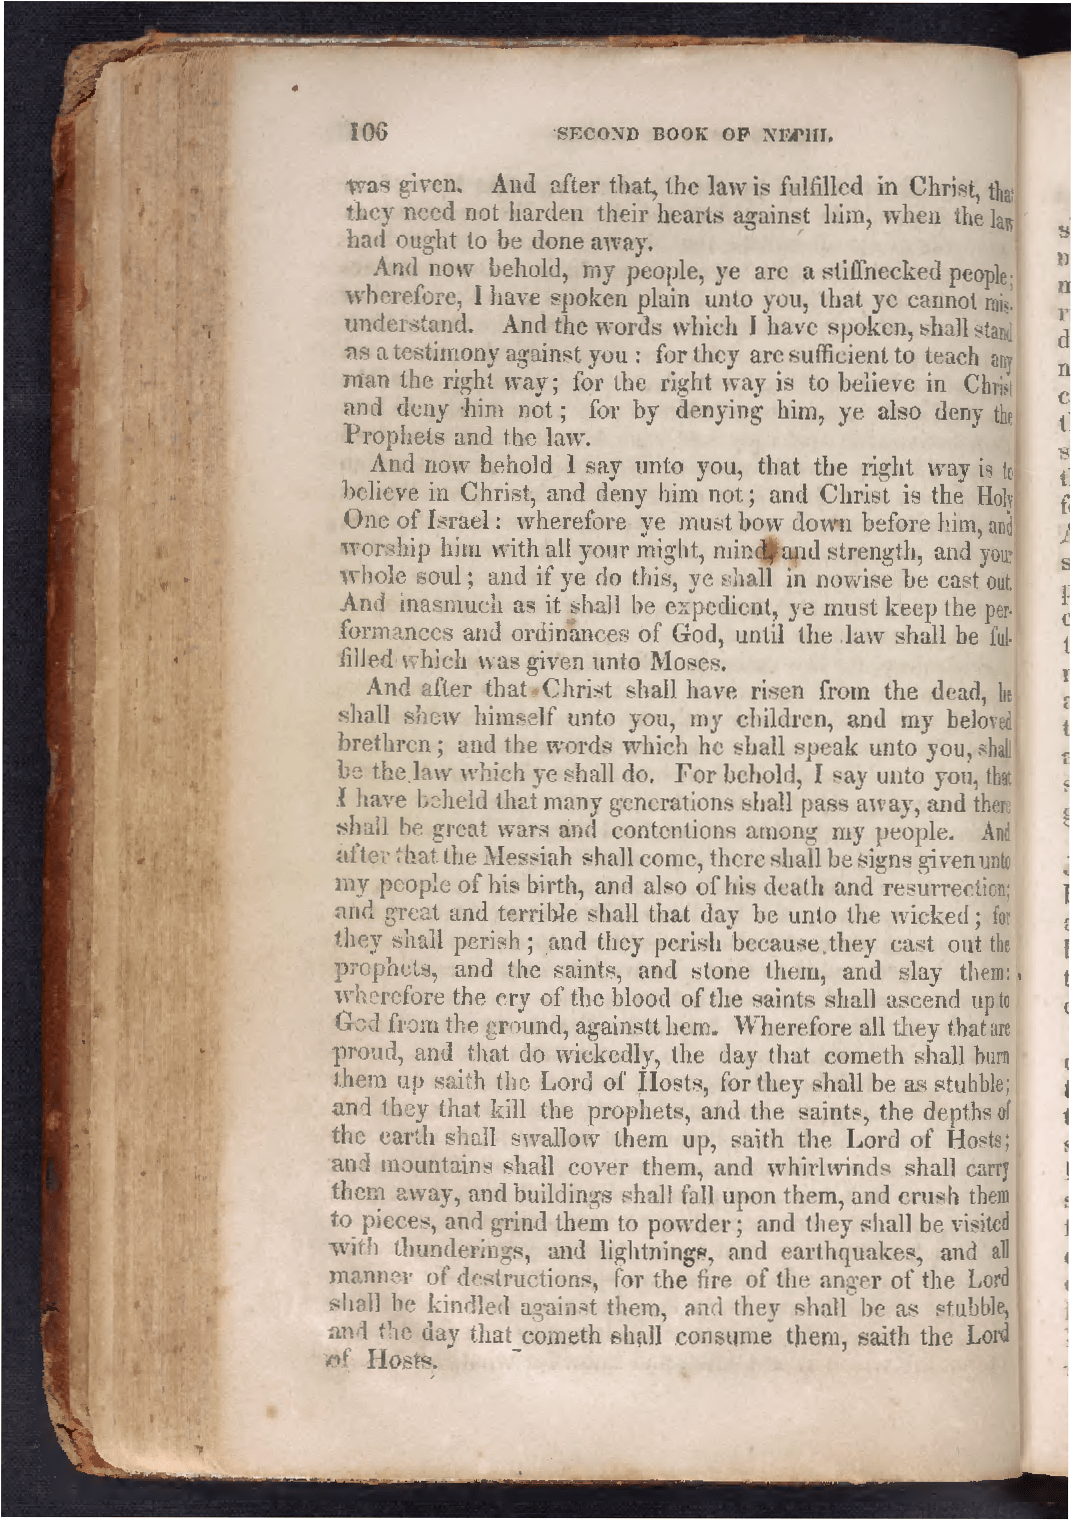 106 SECOND BOOK OF NEPHI.
was given. And after that, the law is fulfilled in Christ, that
they need not harden their hearts against him, when the law
had ought to be done away.
And now behold, my people, ye are a stiffnecked people;
wherefore, I have spoken plain unto you, that ye cannot mis-
understand. And the words which I have spoken, shall stand
as a testimony against you: for they are sufficient to teach any
man the right way; for the right way is to believe in Christ
and deny him not; for by denying him, ye also deny the
Prophets and the law.
And now behold I say unto you, that the right way is to
believe in Christ, and deny him not; and Christ is the Holy
One of Israel: wherefore ye must bow down before him, and
worship him with all your might, mind, and strength, and your
whole soul; and if ye do this, ye shall in nowise be cast out.
And inasmuch as it shall be expedient, ye must keep the per-
formances and ordinances of God, until the law shall be ful-
filled which was given unto Moses.
And after that Christ shall have risen from the dead, he
shall shew himself unto you, my children, and my beloved
brethren; and the words which he shall speak unto you, shall
be the law which ye shall do. For behold, I say unto you, that
I have beheld that many generations shall pass away, and there
shall be great wars and contentions among my people. And
after that the Messiah shall come, there shall be signs given unto
my people of his birth, and also of his death and resurrection;
and great and terrible shall that day be unto the wicked; for
they shall perish; and they perish because they cast out the
prophets, and the saints, and stone them, and slay them:
wherefore the cry of the blood of the saints shall ascend up to
God from the ground, againstt hem. Wherefore all they that are
proud, and that do wickedly, the day that cometh shall burn
them up saith the Lord of Hosts, for they shall be as stubble;
and they that kill the prophets, and the saints, the depths of
the earth shall swallow them up, saith the Lord of Hosts;
and mountains shall cover them, and whirlwinds shall carry
them away, and buildings shall fall upon them, and crush them
to pieces, and grind them to powder; and they shall be visited
with thunderings, and lightnings, and earthquakes, and all
manner of destructions, for the fire of the anger of the Lord
shall be kindled against them, and they shall be as stubble,
and the day that cometh shall consume them, saith the Lord
of Hosts.